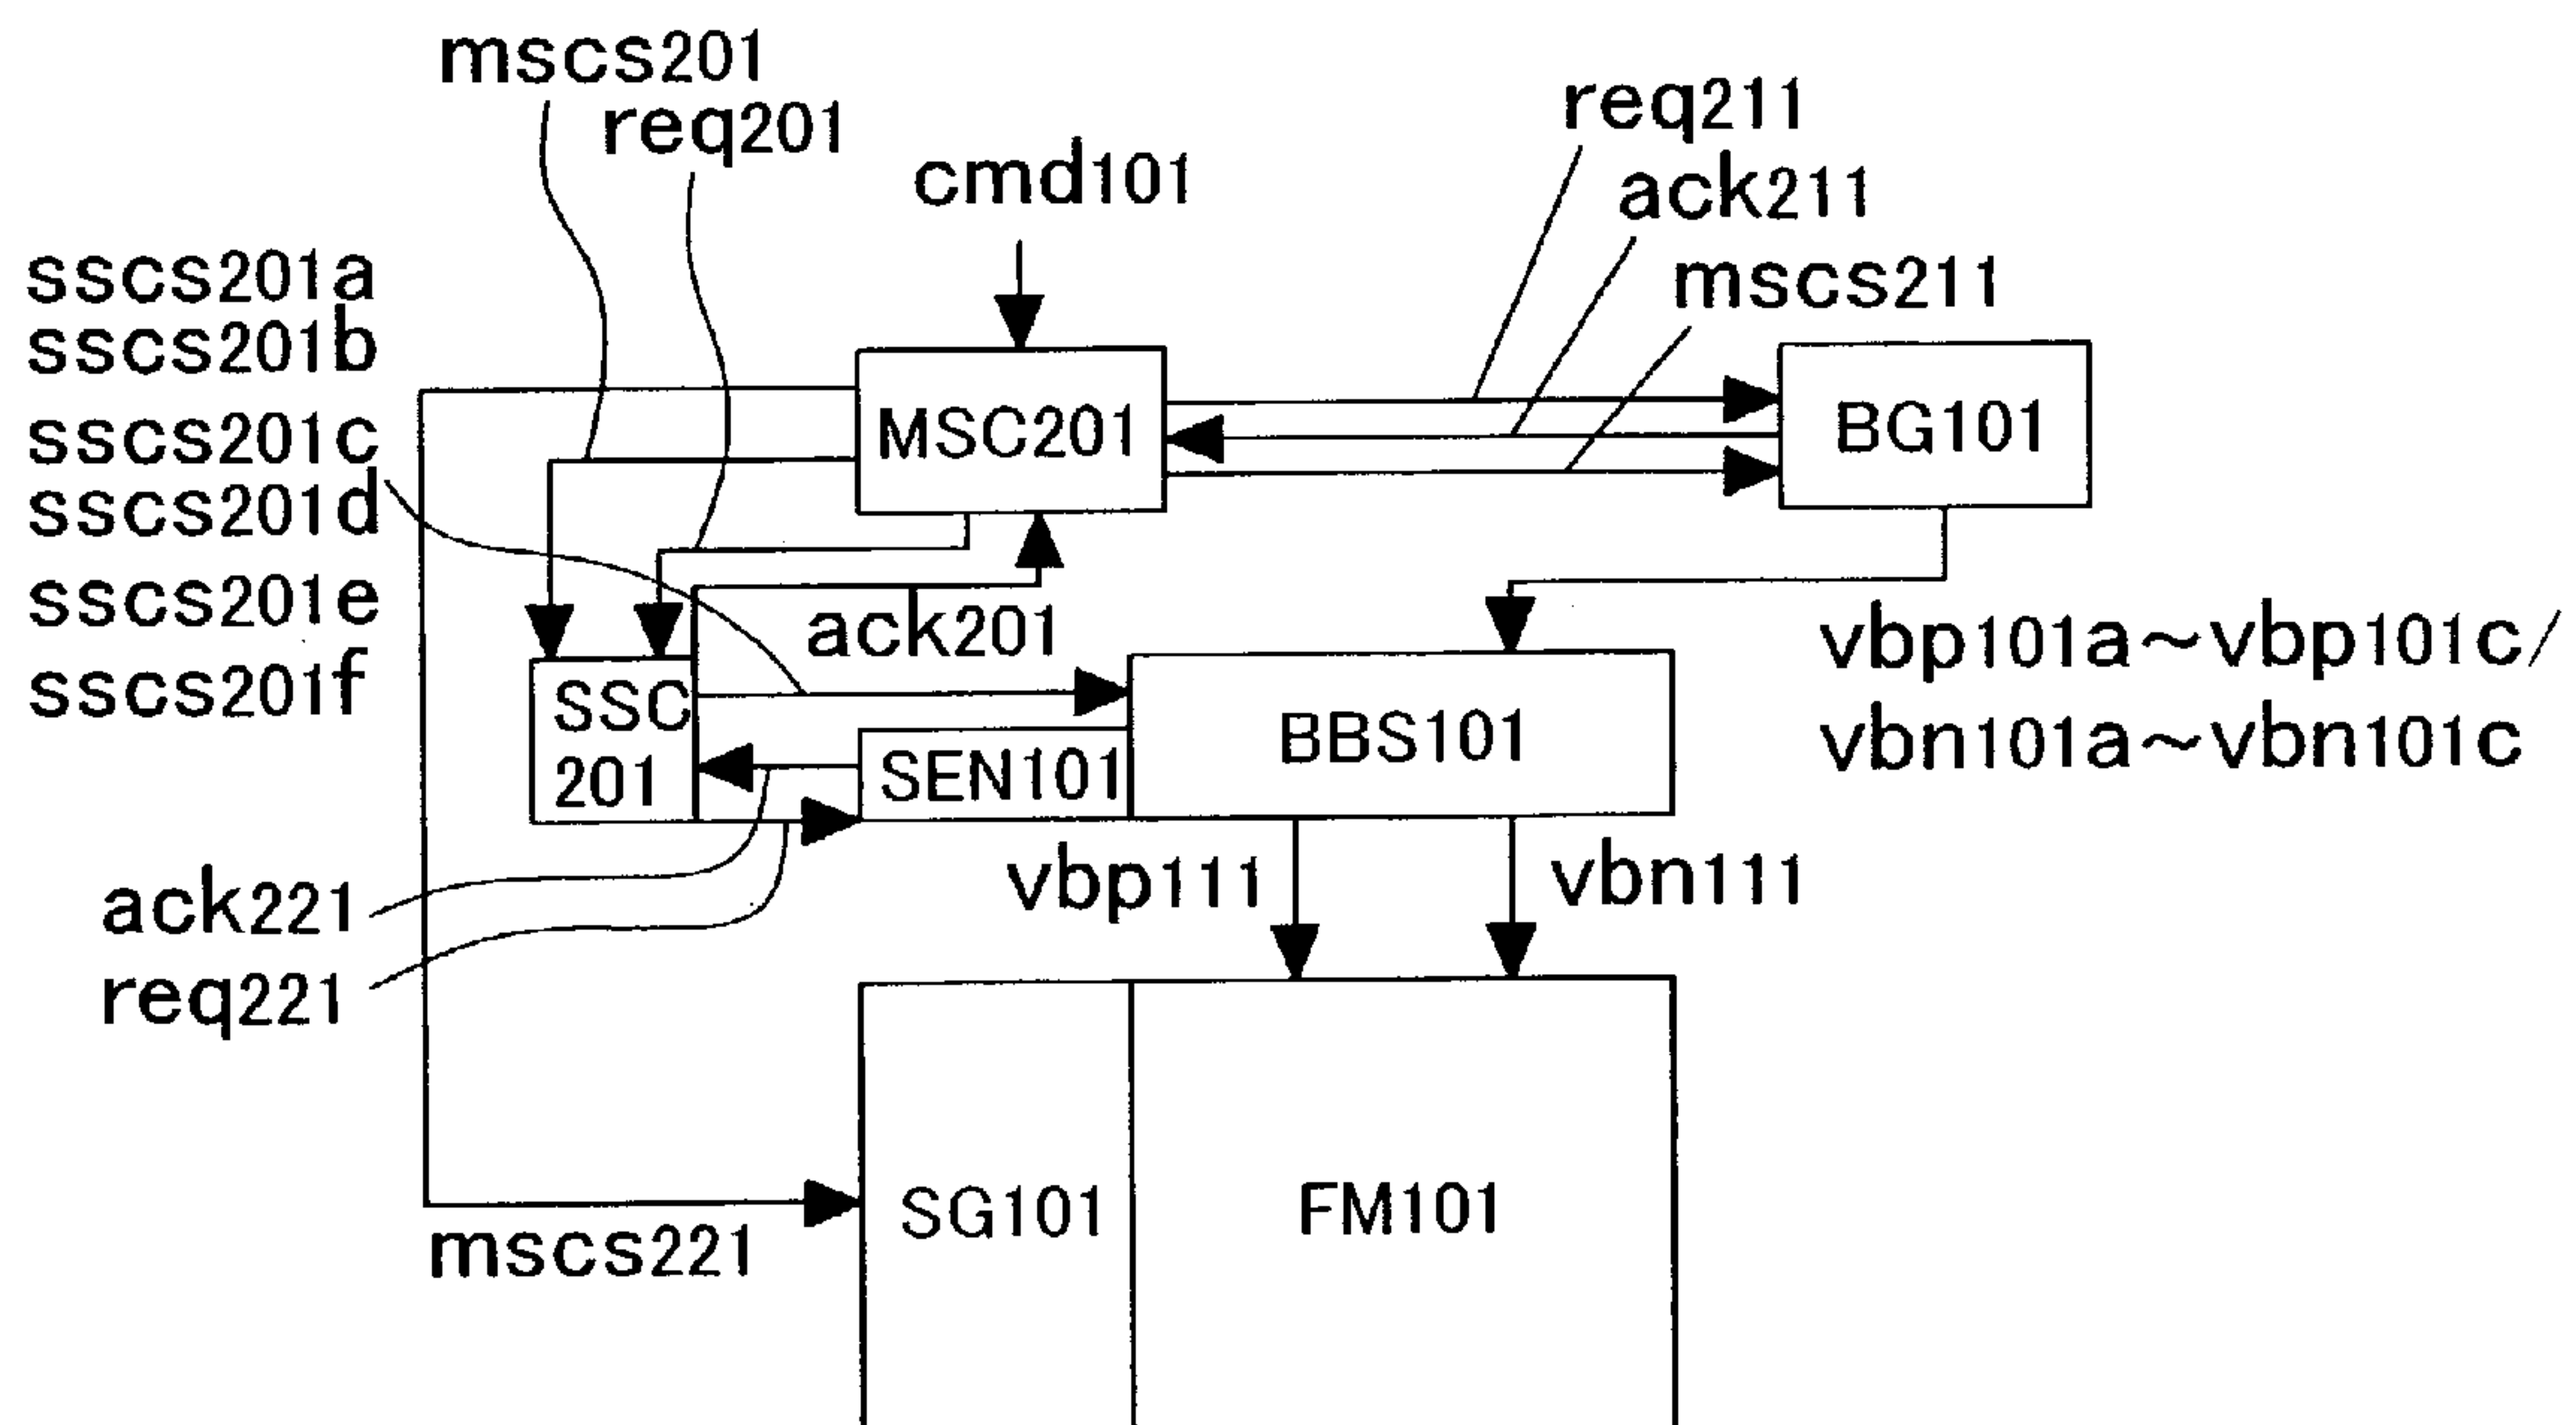 mscs201
req201
cmd101
req211
ack211
mscs211
sscs201a
sscs201b
sscs201c
sscs201d
sscs201e
sscs201f
MSC201
BG101
ack201
SSC
201
SEN101
BBS101
vbp101a~vbp101c/
vbn101a~vbn101c
ack221
req221
vbp111
vbn111
mscs221
SG101
FM101